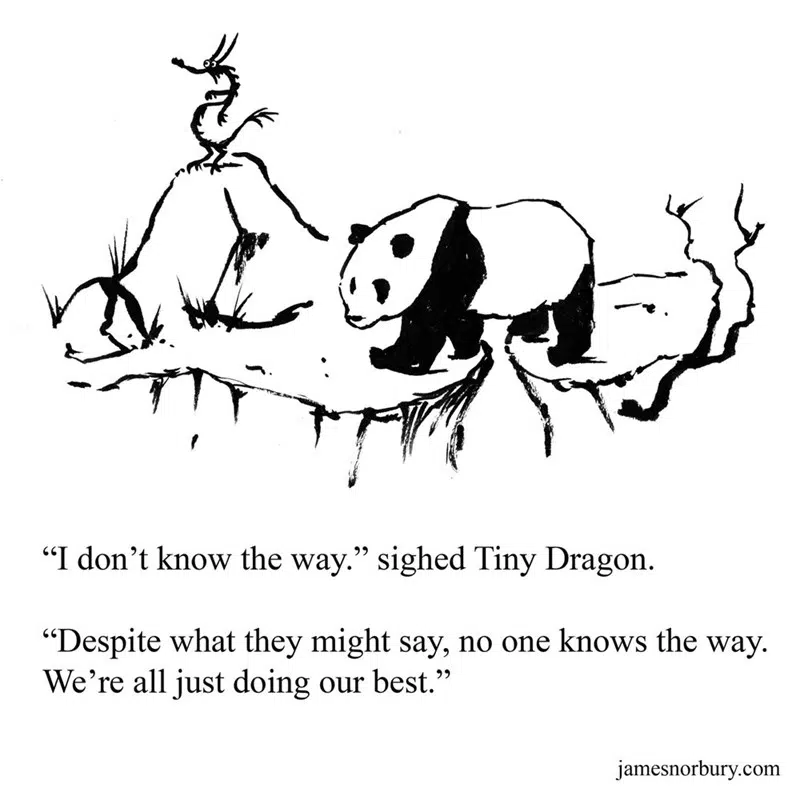 “I don’t know the way.” sighed Tiny Dragon.
“Despite what they might say, no one knows the way.
We’re all just doing our best.”
jamesnorbury.com